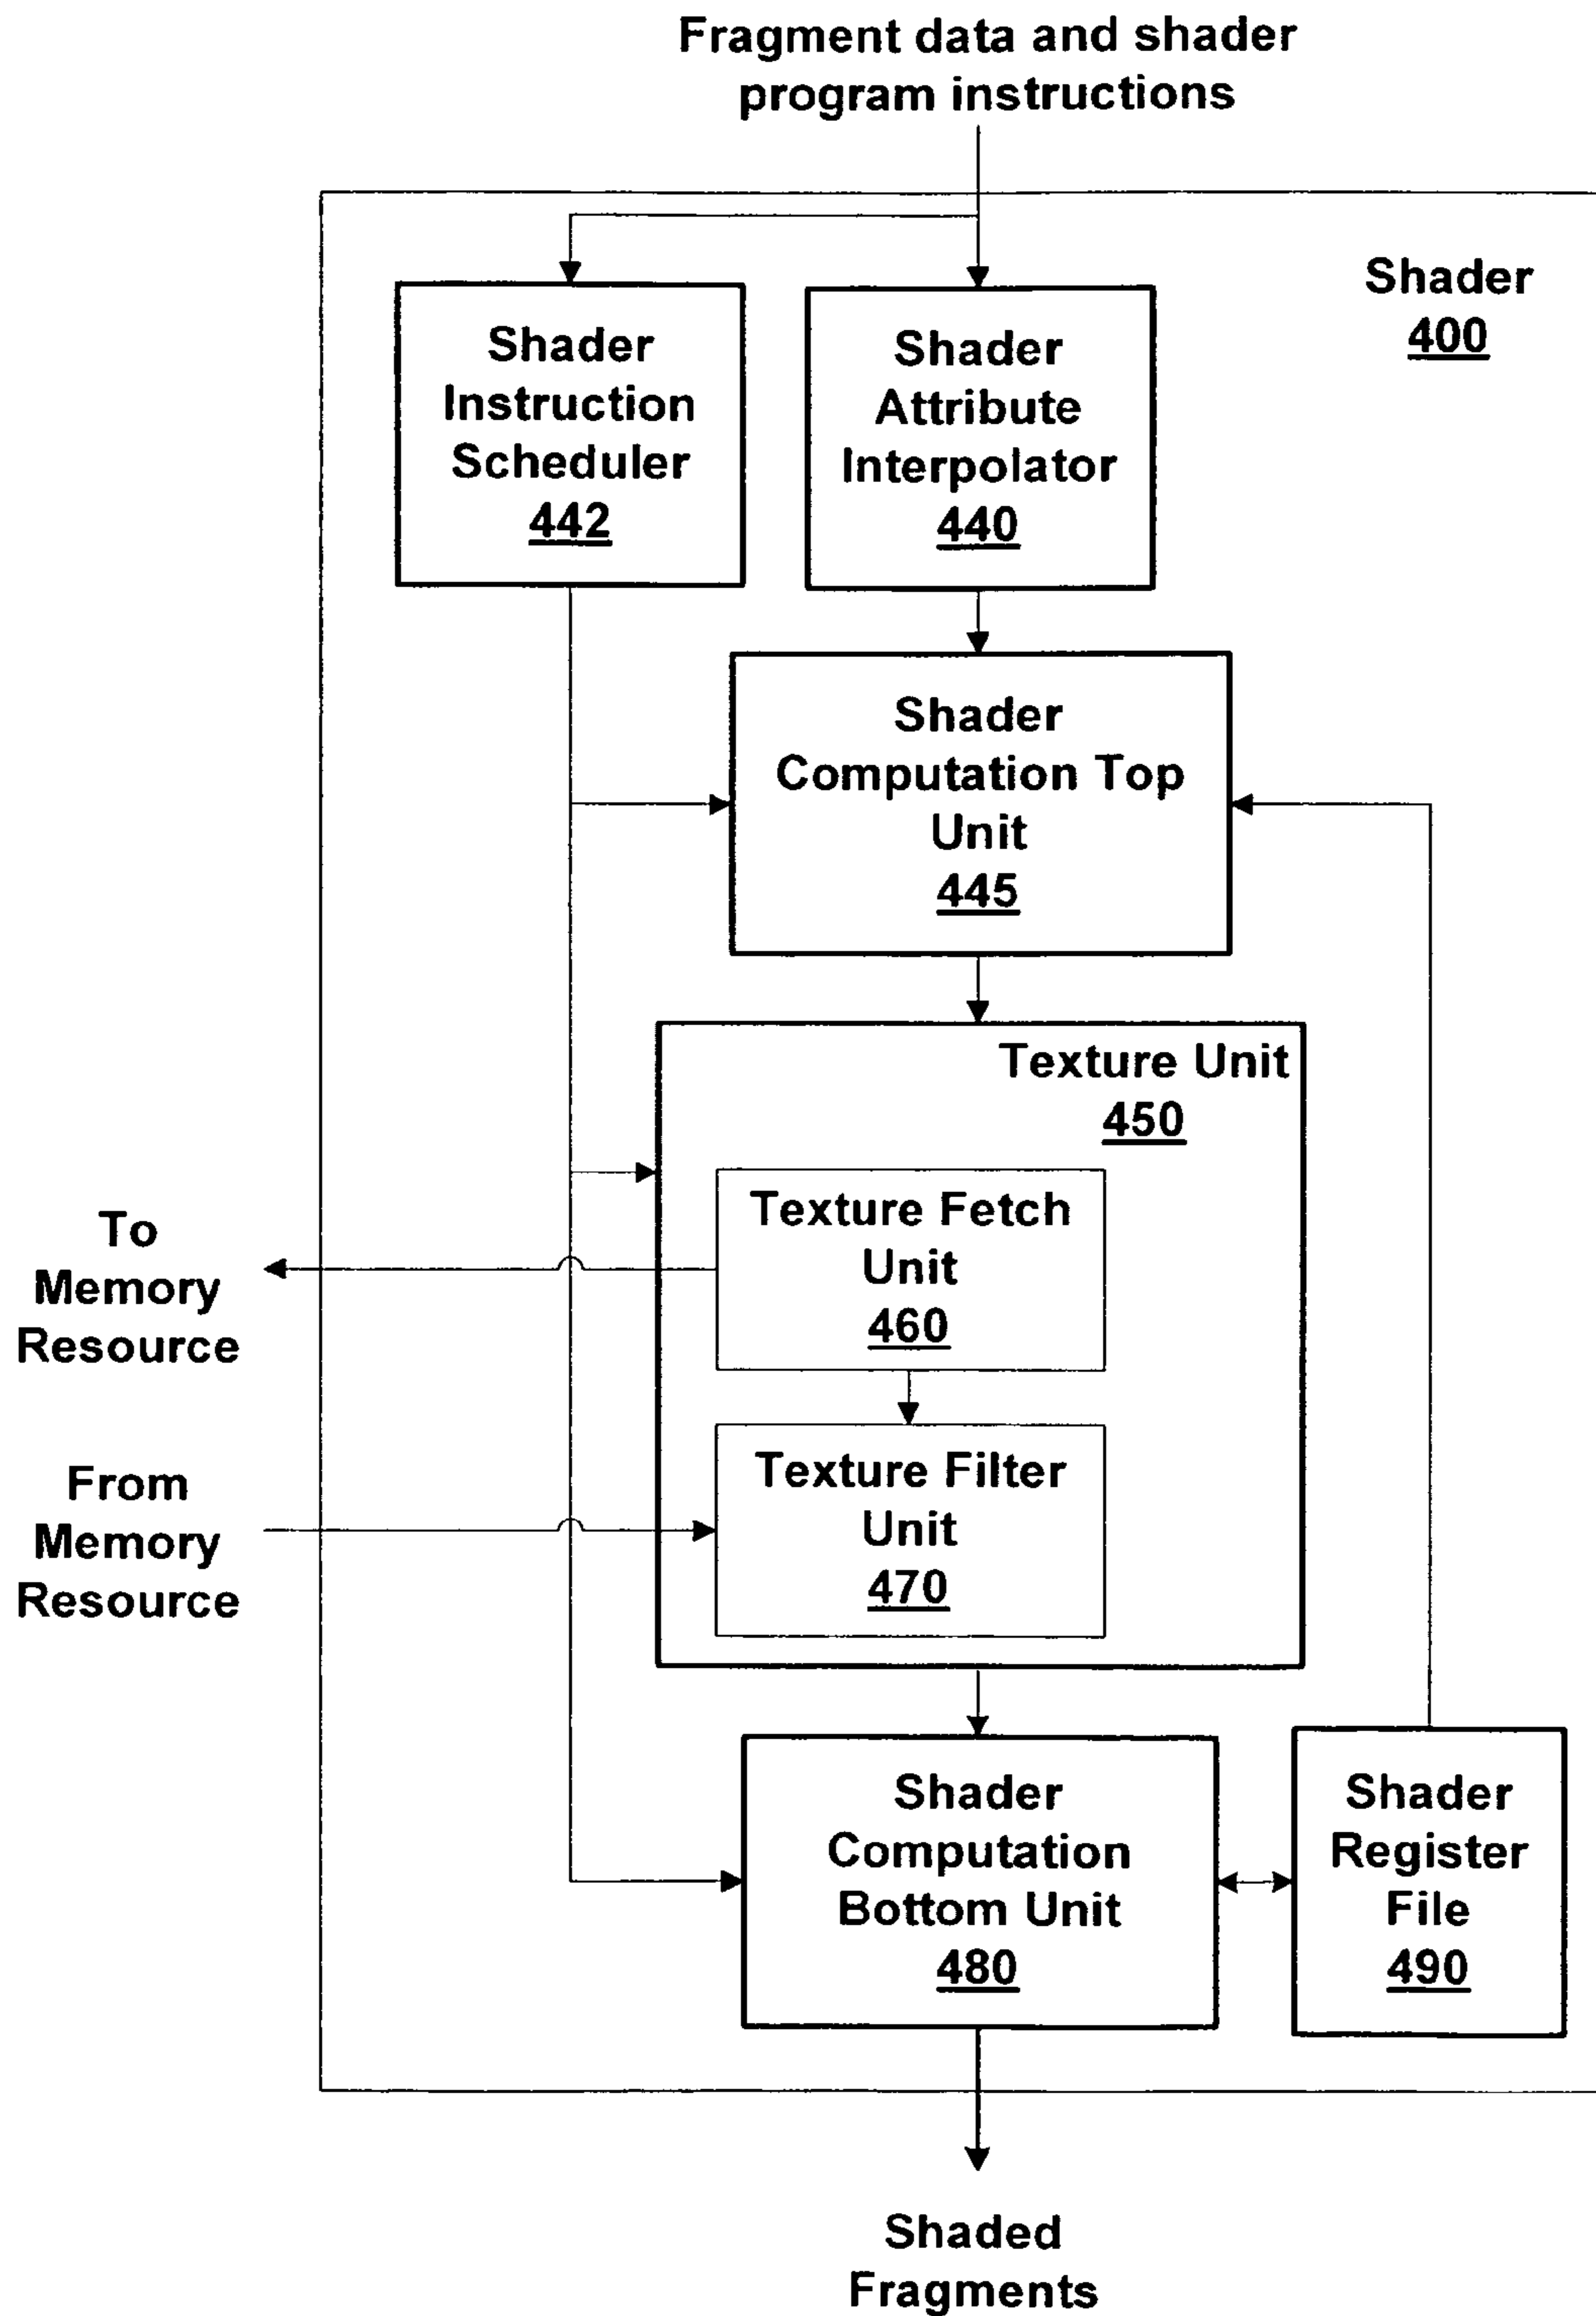 Fragment data and shader
program instructions
Shader
400
Shader
Instruction
Scheduler
442
Shader
Attribute
Interpolator
440
Shader
Computation Top
Unit
445
Texture Unit
450
Texture Fetch
Unit
460
To
Memory
Resource
Texture Filter
Unit
470
From
Memory
Resource
Shader
Computation
Bottom Unit
480
Shader
Register
File
490
Shaded
Fragments